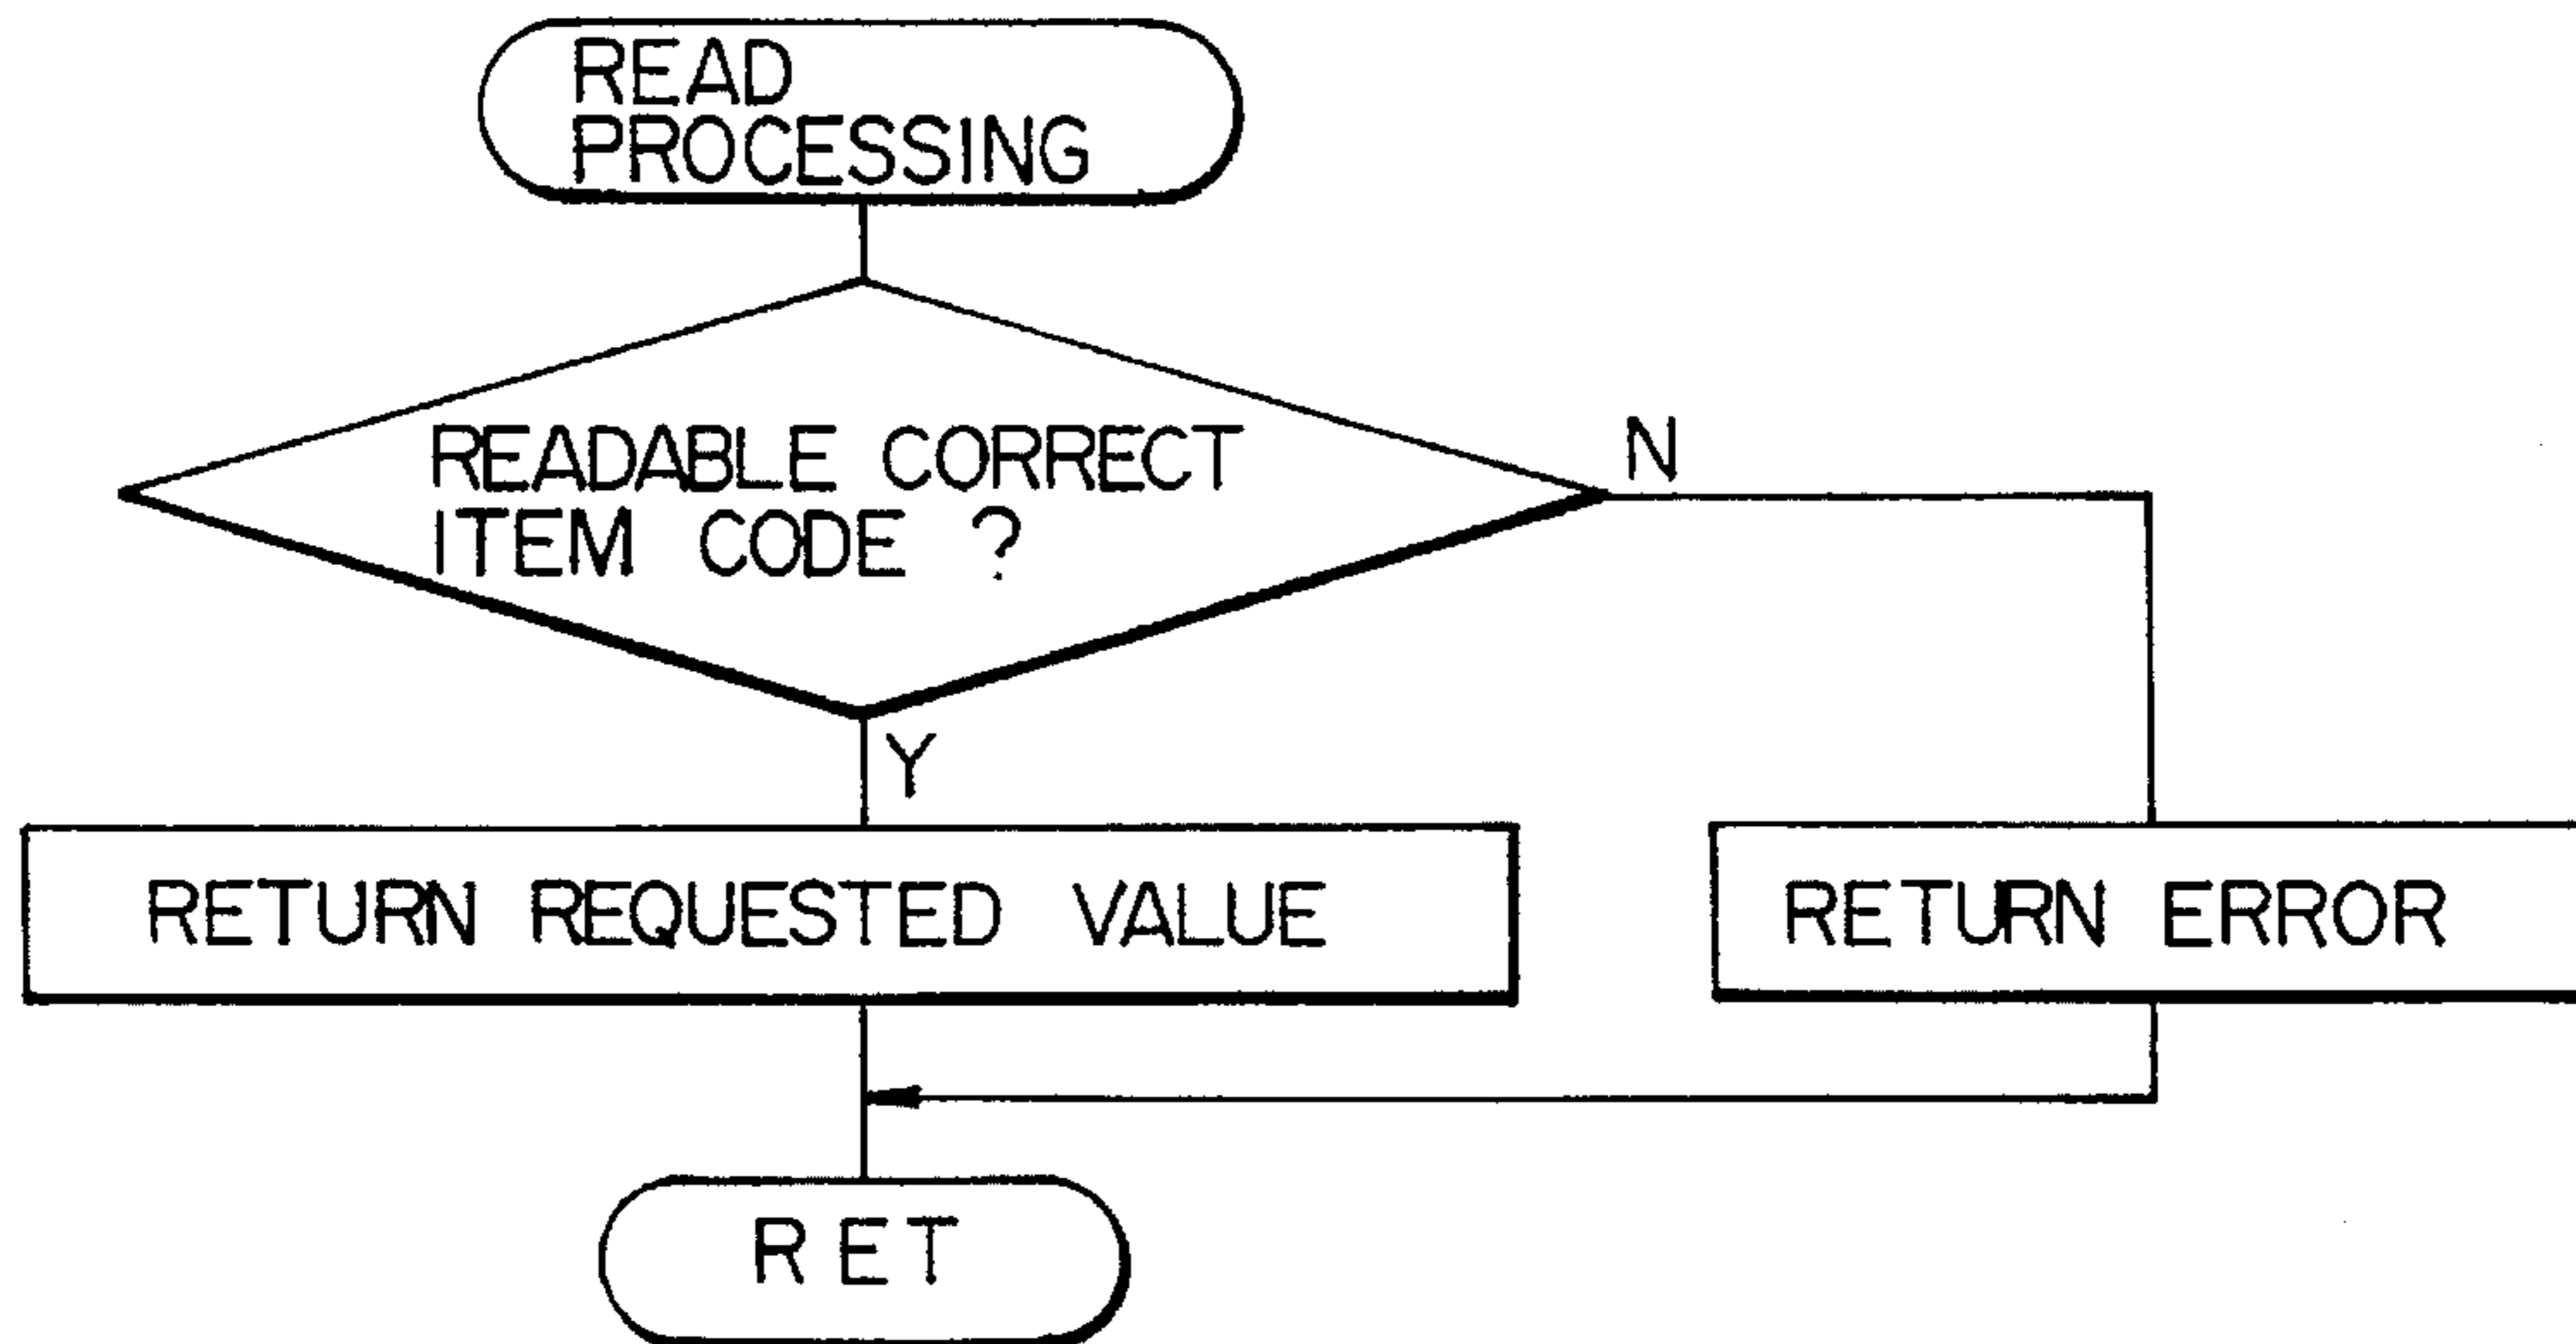 READ
PROCESSING
READABLE CORRECT
ITEM CODE ?
N
Y
RETURN REQUESTED VALUE
RETURN ERROR
RET